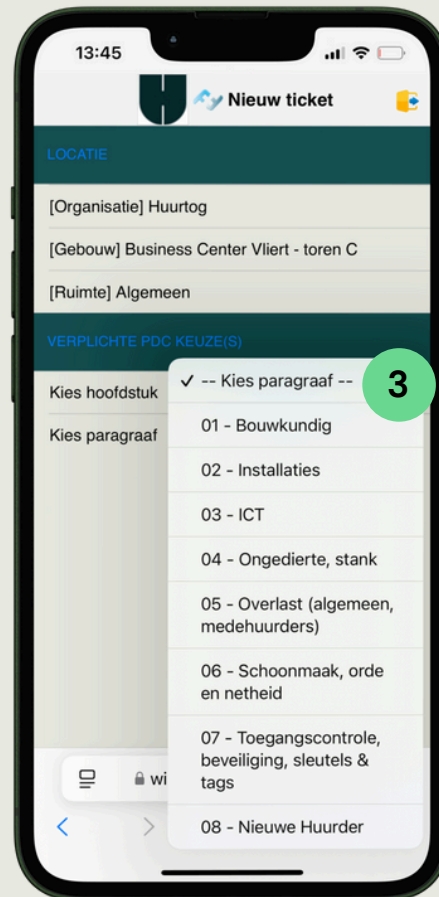 13:45
Nieuw ticket
LOCATIE
[Organisatie] Huurtog
[Gebouw] Business Center Vliert - toren C
[Ruimte] Algemeen
VERPLICHTE PDC KEUZE(S)
Kies hoofdstuk
Kies paragraaf
✓ -- Kies paragraaf --
3
01 - Bouwkundig
02 - Installaties
03 - ICT
04 - Ongedierte, stank
05 - Overlast (algemeen,
medehuurders)
06 - Schoonmaak, orde
en netheid
07 - Toegangscontrole,
beveiliging, sleutels &
tags
08 - Nieuwe Huurder
wi